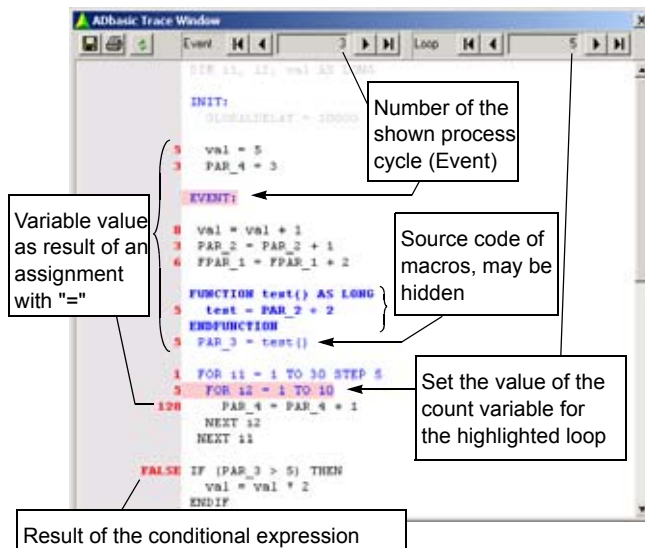 ADbasic Trace Window
Event 3 Loop 5
DIM i1, i2, val AS LONG
INIT:
GLOBALDELAY = 10000
5 val = 5
3 PAR_4 = 3
EVENT:
8 val = val + 1
3 PAR_2 = PAR_2 + 1
6 FPAR_1 = FPAR_1 + 2
FUNCTION test() AS LONG
5 test = PAR_2 + 2
ENDFUNCTION
5 PAR_3 = test()
1 FOR i1 = 1 TO 30 STEP 5
5 FOR i2 = 1 TO 10
128 PAR_4 = PAR_4 + 1
NEXT i2
NEXT i1
FALSE IF (PAR_3 > 5) THEN
val = val * 2
ENDIF
Number of the
shown process
cycle (Event)
Variable value
as result of an
assignment
with "="
Source code of
macros, may be
hidden
Set the value of the
count variable for
the highlighted loop
Result of the conditional expression